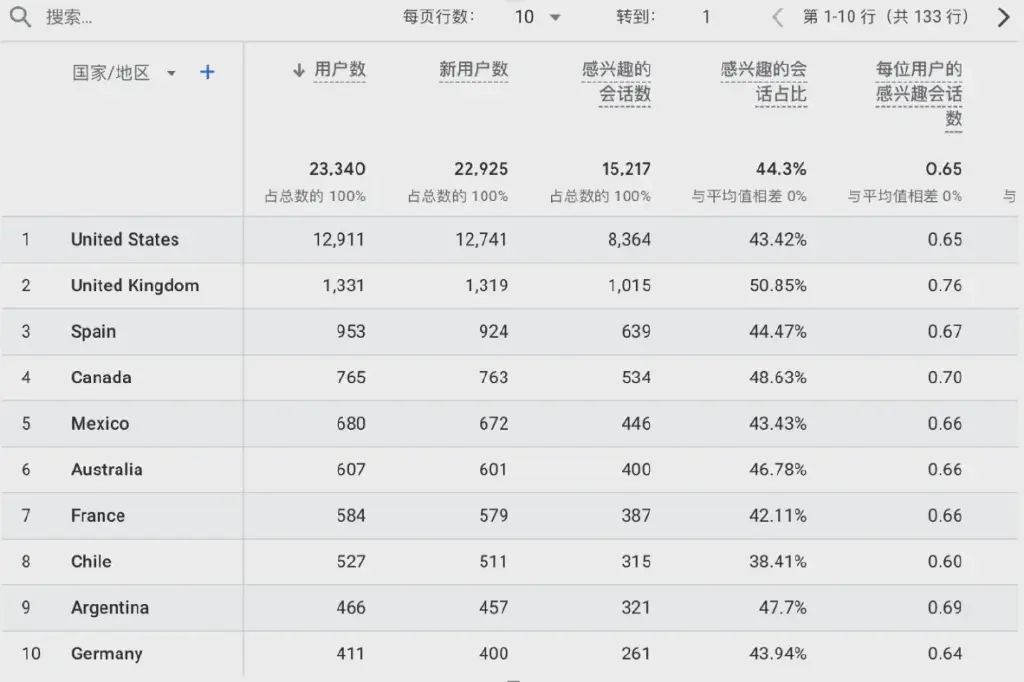 搜索... 每页行数： 10 转到： 1 第 1-10 行（共 133 行）
国家/地区 + ↓ 用户数 新用户数 感兴趣的会话数 感兴趣的会话占比 每位用户的感兴趣会话数
23,340 22,925 15,217 44.3% 0.65
占总数的 100% 占总数的 100% 占总数的 100% 与平均值相差 0% 与平均值相差 0% 与
1 United States 12,911 12,741 8,364 43.42% 0.65
2 United Kingdom 1,331 1,319 1,015 50.85% 0.76
3 Spain 953 924 639 44.47% 0.67
4 Canada 765 763 534 48.63% 0.70
5 Mexico 680 672 446 43.43% 0.66
6 Australia 607 601 400 46.78% 0.66
7 France 584 579 387 42.11% 0.66
8 Chile 527 511 315 38.41% 0.60
9 Argentina 466 457 321 47.7% 0.69
10 Germany 411 400 261 43.94% 0.64